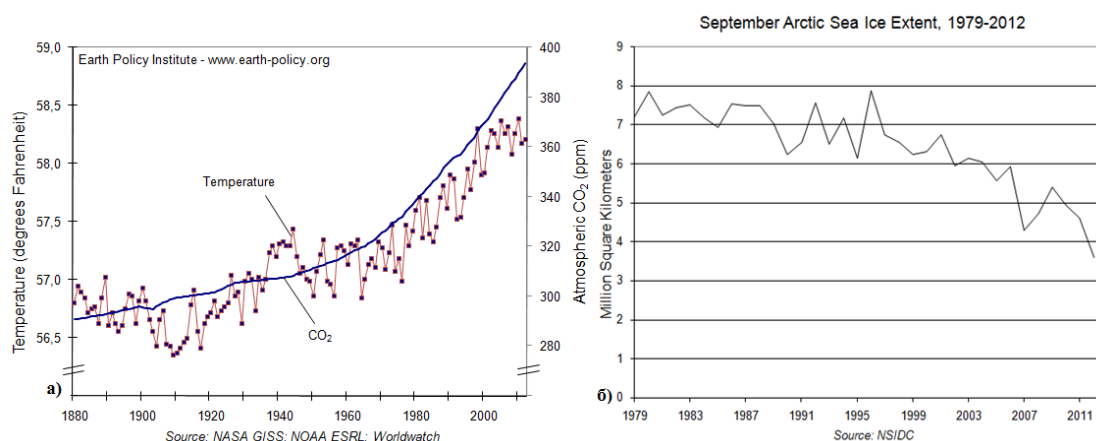 Earth Policy Institute - www.earth-policy.org
Temperature (degrees Fahrenheit)
59,0
58,5
58,0
57,5
57,0
56,5
Temperature
CO2
400
380
360
340
320
300
280
Atmospheric CO2 (ppm)
а)
1880 1900 1920 1940 1960 1980 2000
Source: NASA GISS; NOAA ESRL; Worldwatch
September Arctic Sea Ice Extent, 1979-2012
Million Square Kilometers
9
8
7
6
5
4
3
2
1
0
б)
1979 1983 1987 1991 1995 1999 2003 2007 2011
Source: NSIDC